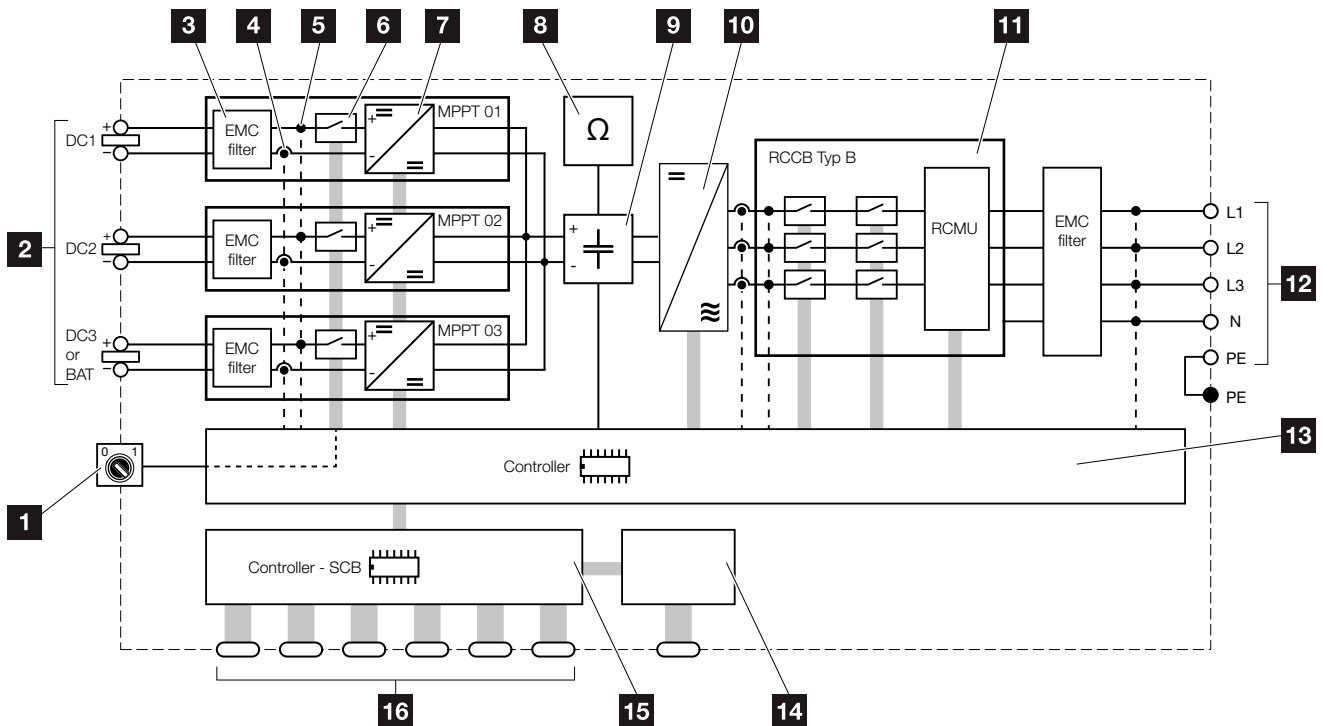 3 4 5 6 7 8 9 10 11
MPPT 01
EMC
filter
+ =
- =
DC1
+
-
Ω
RCCB Typ B
MPPT 02
EMC
filter
+ =
- =
2
DC2
+
-
+
-
=
≋
RCMU
EMC
filter
L1
L2
L3
N
PE
PE
12
MPPT 03
EMC
filter
+ =
- =
DC3
or
BAT
+
-
0 1
1
Controller
13
Controller - SCB
16
15
14